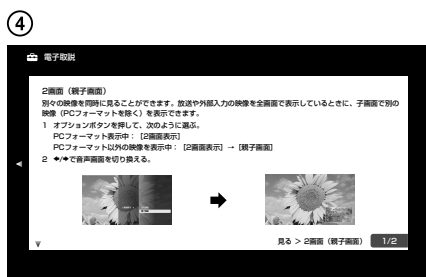 ④
電子取説
2画面（親子画面）
別々の映像を同時に見ることができます。放送や外部入力の映像を全画面で表示しているときに、子画面で別の
映像（PCフォーマットを除く）を表示できます。
1 オプションボタンを押して、次のように選ぶ。
PCフォーマット表示中：［2画面表示］
PCフォーマット以外の映像を表示中：［2画面表示］→［親子画面］
2 ◆/◆で音声画面を切り換える。
見る > 2画面（親子画面） 1/2